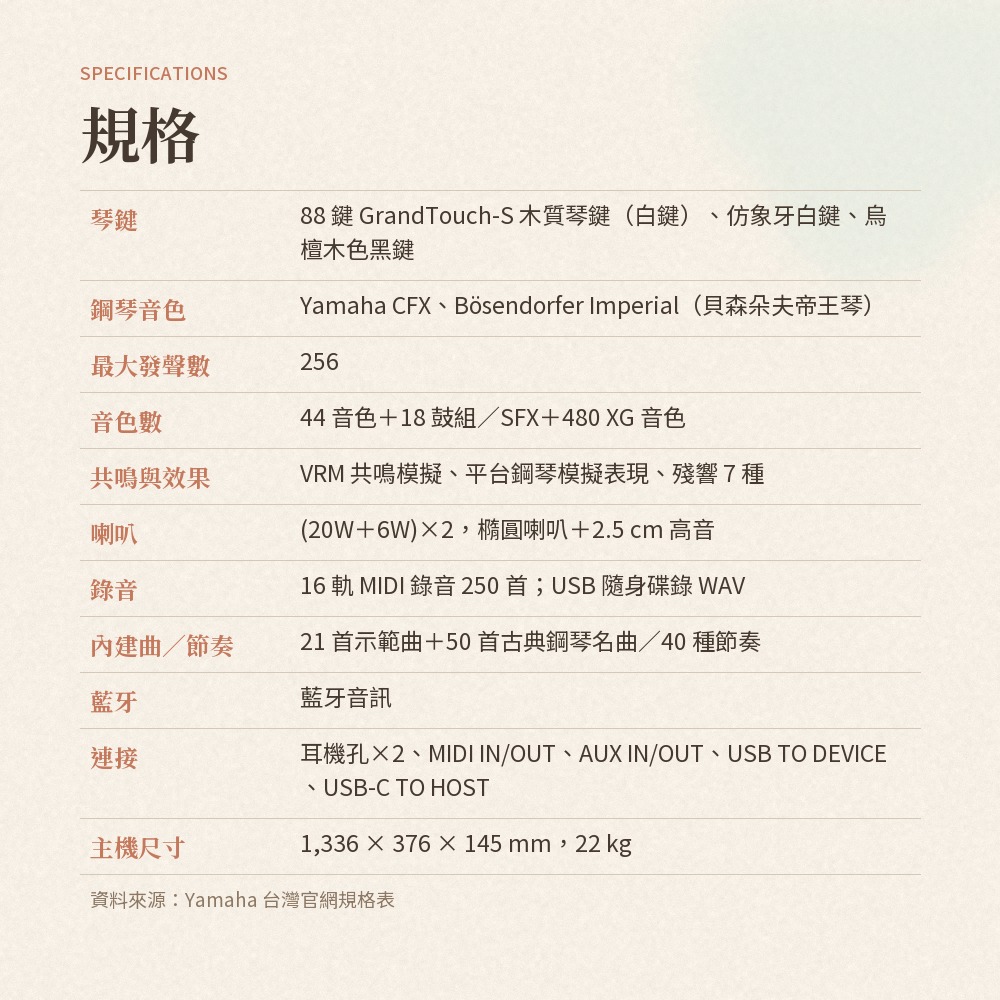 SPECIFICATIONS
規格
琴鍵
88 鍵 GrandTouch-S 木質琴鍵（白鍵）、仿象牙白鍵、烏
檀木色黑鍵
鋼琴音色
Yamaha CFX、Bösendorfer Imperial（貝森朵夫帝王琴）
最大發聲數
256
音色數
44 音色＋18 鼓組／SFX＋480 XG 音色
共鳴與效果
VRM 共鳴模擬、平台鋼琴模擬表現、殘響 7 種
喇叭
(20W＋6W)×2，橢圓喇叭＋2.5 cm 高音
錄音
16 軌 MIDI 錄音 250 首；USB 隨身碟錄 WAV
內建曲／節奏
21 首示範曲＋50 首古典鋼琴名曲／40 種節奏
藍牙
藍牙音訊
連接
耳機孔×2、MIDI IN/OUT、AUX IN/OUT、USB TO DEVICE
、USB-C TO HOST
主機尺寸
1,336 × 376 × 145 mm，22 kg
資料來源：Yamaha 台灣官網規格表